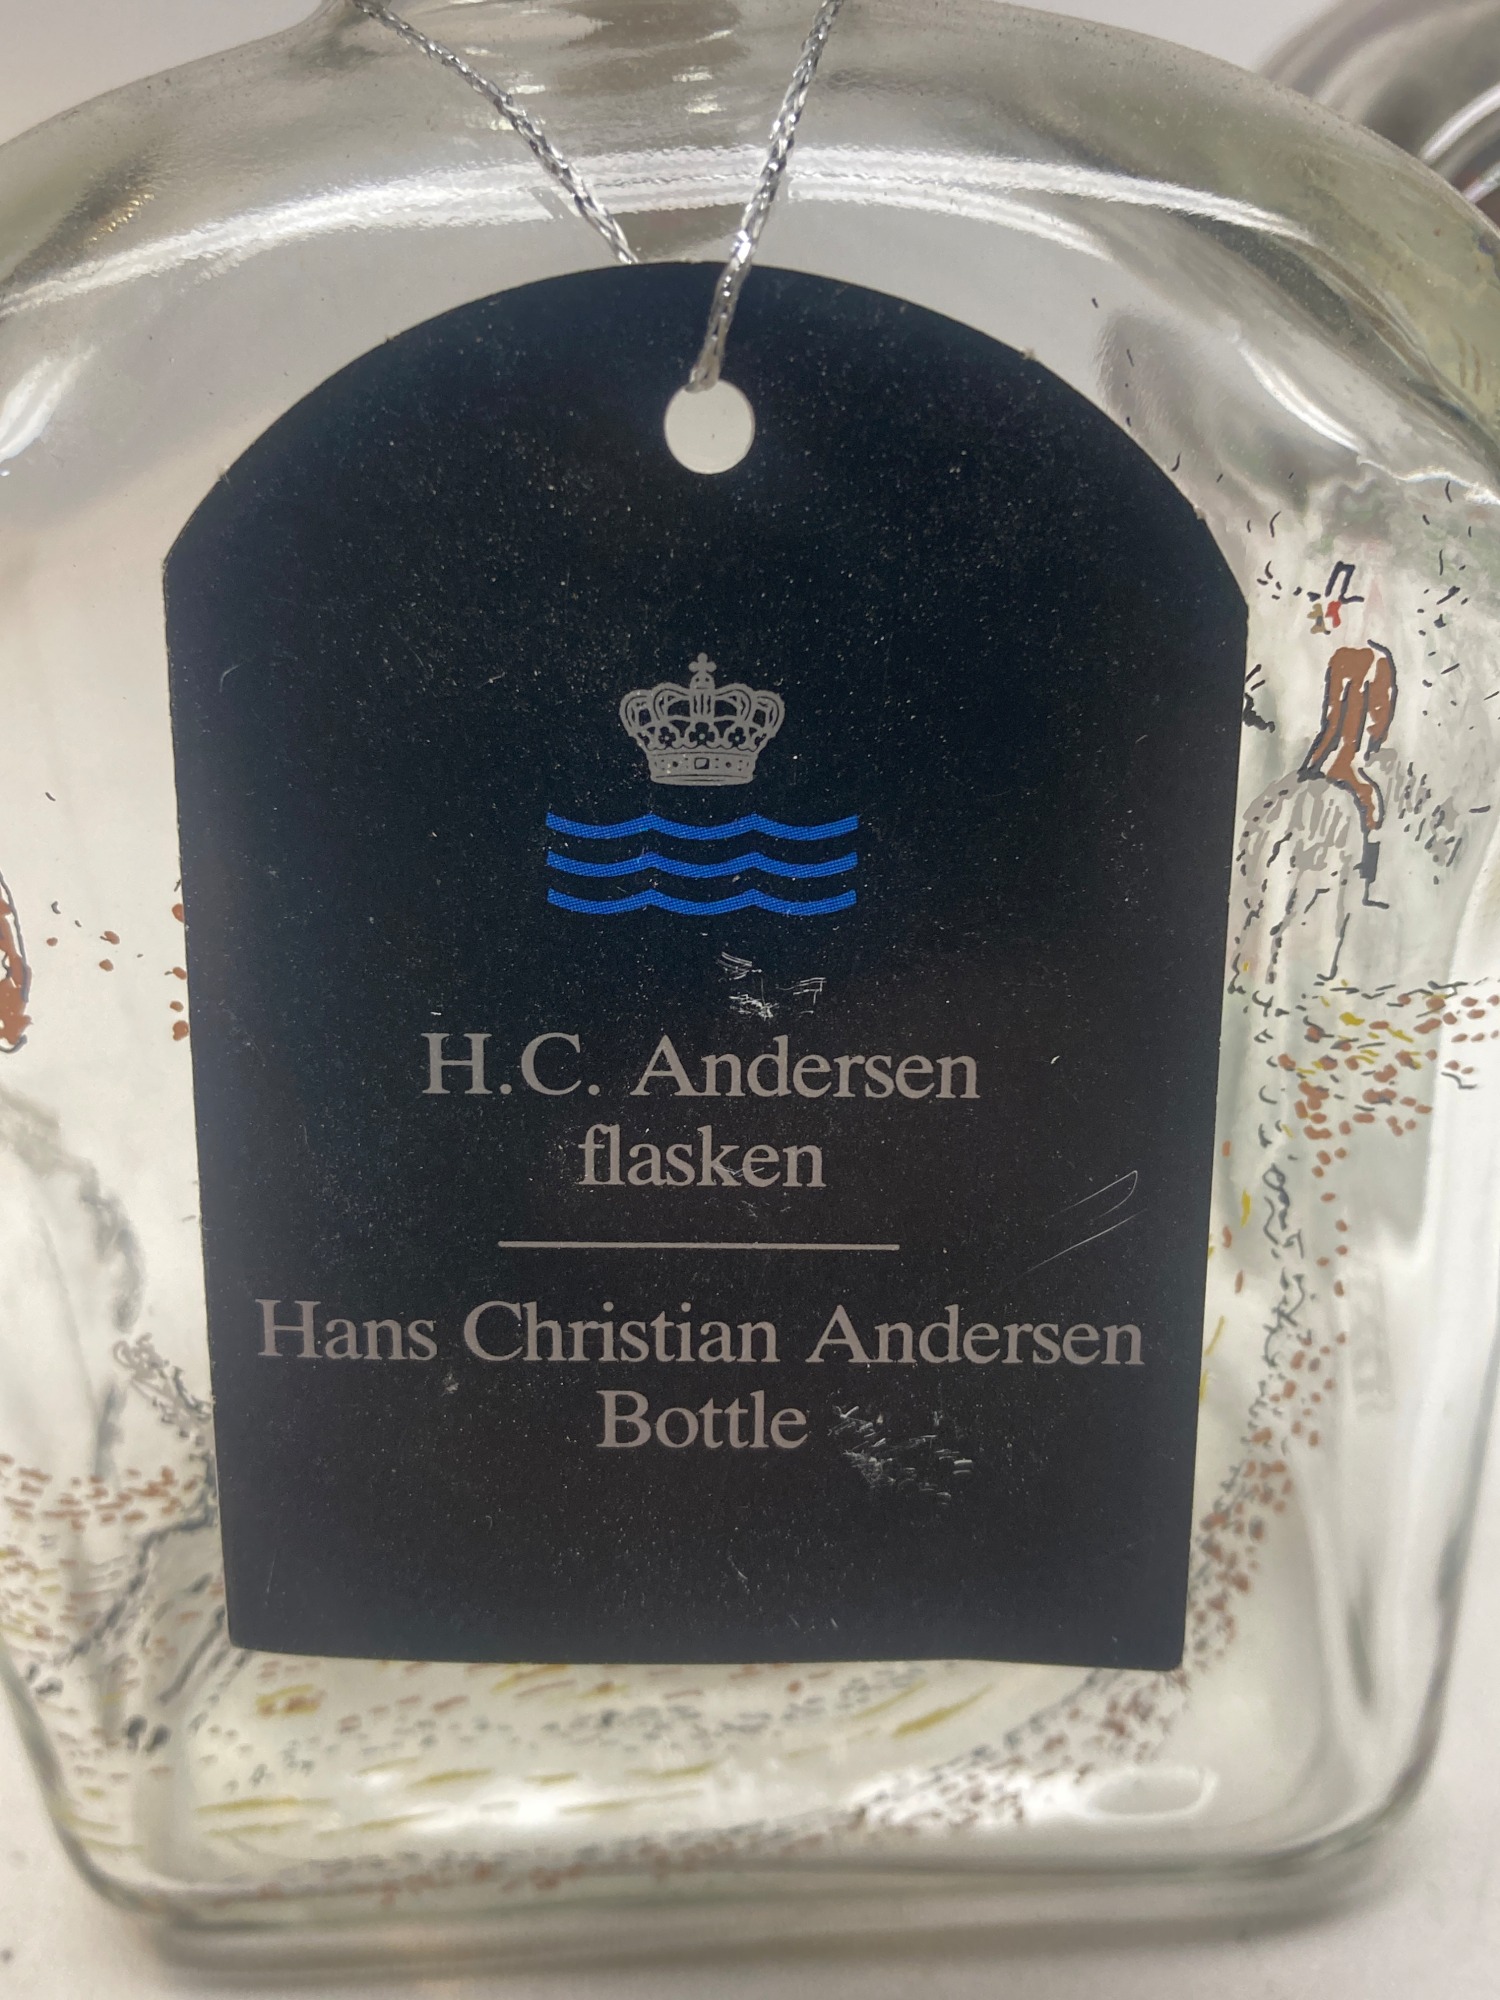 H.C. Andersen
flasken
Hans Christian Andersen
Bottle